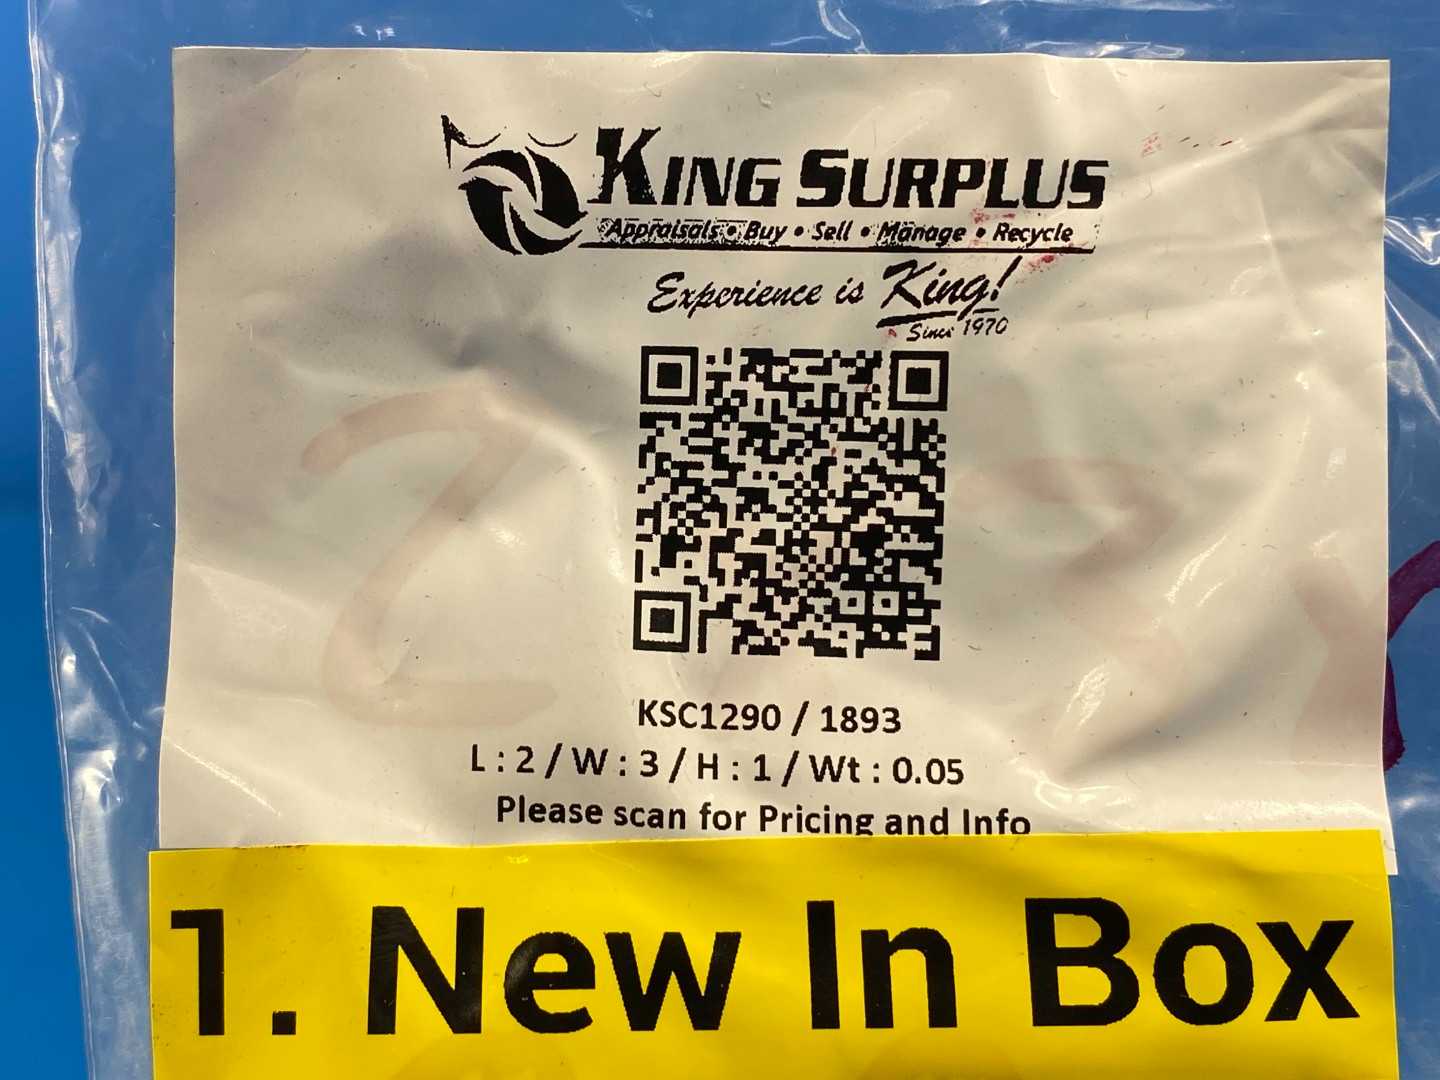 KING SURPLUS
Appraisals • Buy • Sell • Manage • Recycle
Experience is King!
Since 1970
KSC1290 / 1893
L : 2 / W : 3 / H : 1 / Wt : 0.05
Please scan for Pricing and Info
1. New In Box